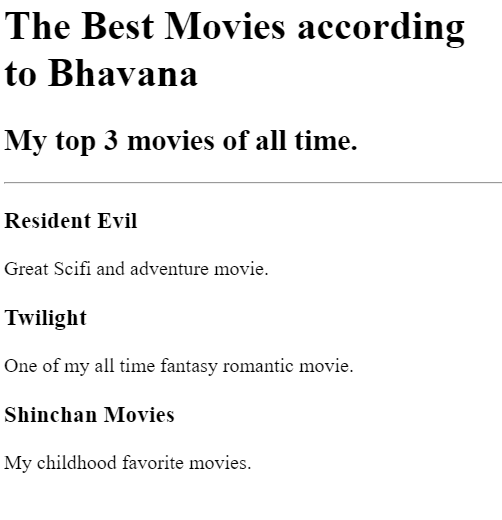 The Best Movies according
to Bhavana
My top 3 movies of all time.
Resident Evil
Great Scifi and adventure movie.
Twilight
One of my all time fantasy romantic movie.
Shinchan Movies
My childhood favorite movies.